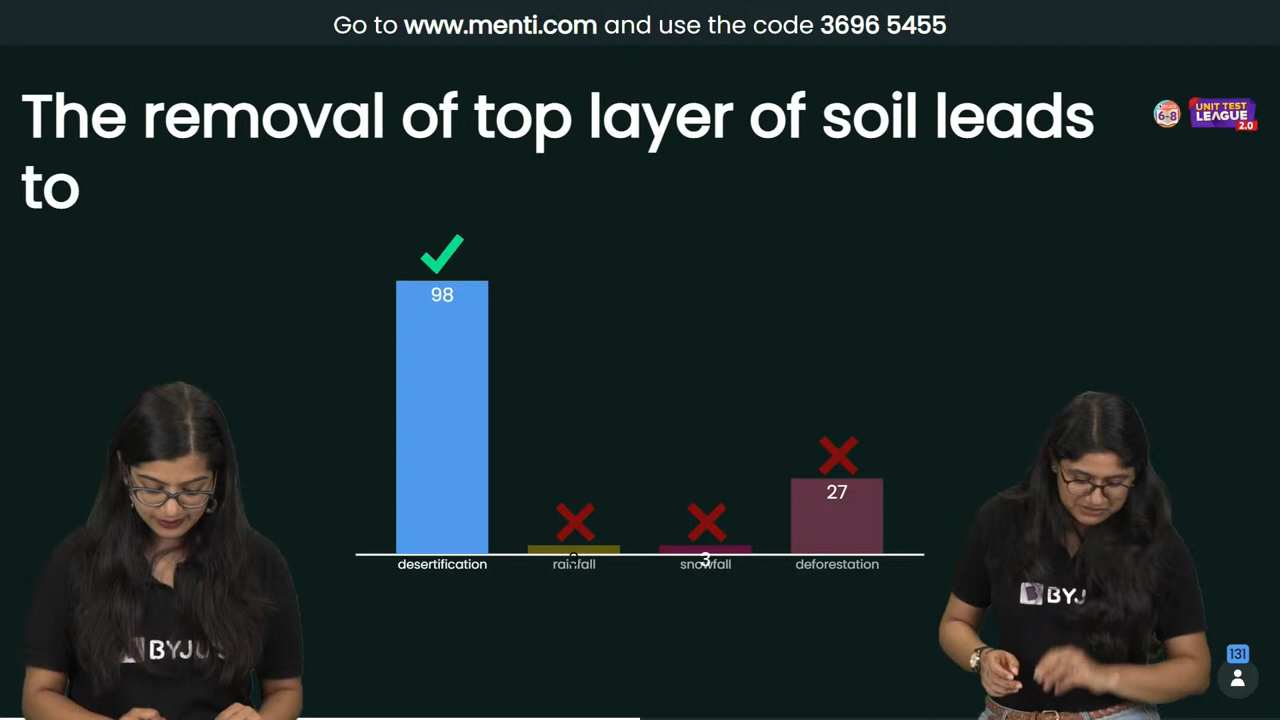 Go to www.menti.com and use the code 3696 5455
The removal of top layer of soil leads
to
6-8
UNIT TEST
LEAGUE
2.0
98
27
3
desertification
rainfall
snowfall
deforestation
BYJU'S
BYJU
131